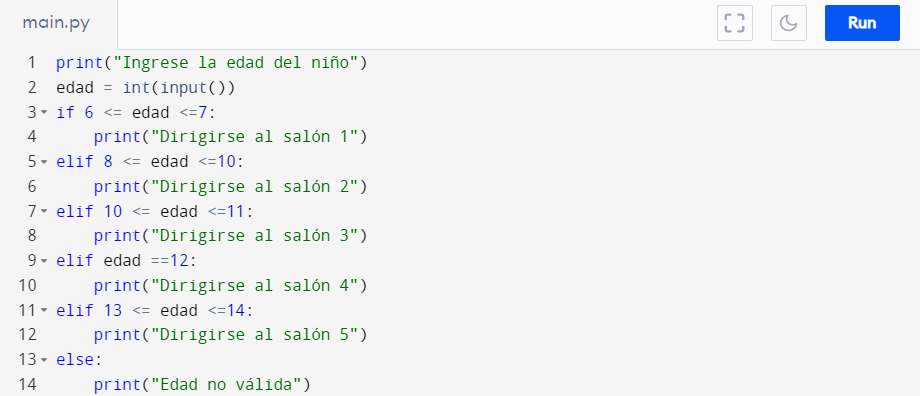 main.py
Run
1 print("Ingrese la edad del niño")
2 edad = int(input())
3 if 6 <= edad <=7:
4     print("Dirigirse al salón 1")
5 elif 8 <= edad <=10:
6     print("Dirigirse al salón 2")
7 elif 10 <= edad <=11:
8     print("Dirigirse al salón 3")
9 elif edad ==12:
10     print("Dirigirse al salón 4")
11 elif 13 <= edad <=14:
12     print("Dirigirse al salón 5")
13 else:
14     print("Edad no válida")